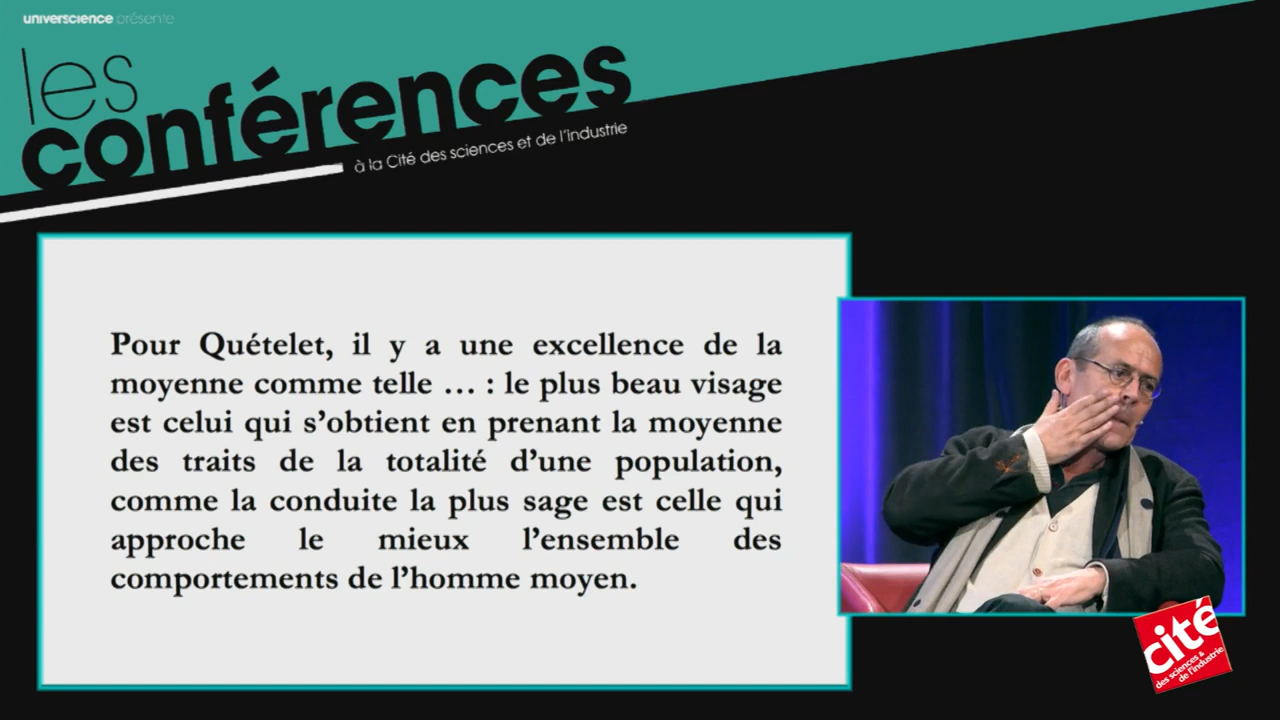 universcience présente
les
conférences
à la Cité des sciences et de l'industrie
Pour Quételet, il y a une excellence de la
moyenne comme telle … : le plus beau visage
est celui qui s’obtient en prenant la moyenne
des traits de la totalité d’une population,
comme la conduite la plus sage est celle qui
approche le mieux l’ensemble des
comportements de l’homme moyen.
cité
des sciences &
de l'industrie